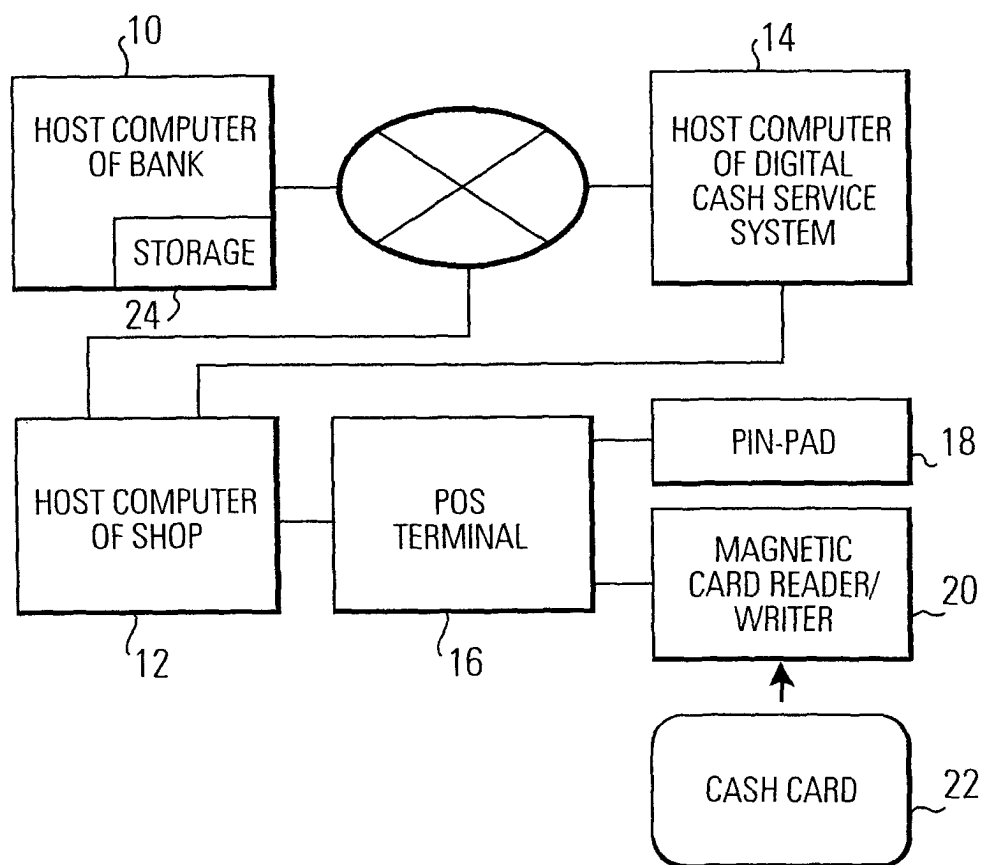 10
HOST COMPUTER
OF BANK
STORAGE
24
14
HOST COMPUTER
OF DIGITAL
CASH SERVICE
SYSTEM
HOST COMPUTER
OF SHOP
12
POS
TERMINAL
16
PIN-PAD
18
MAGNETIC
CARD READER/
WRITER
20
CASH CARD
22